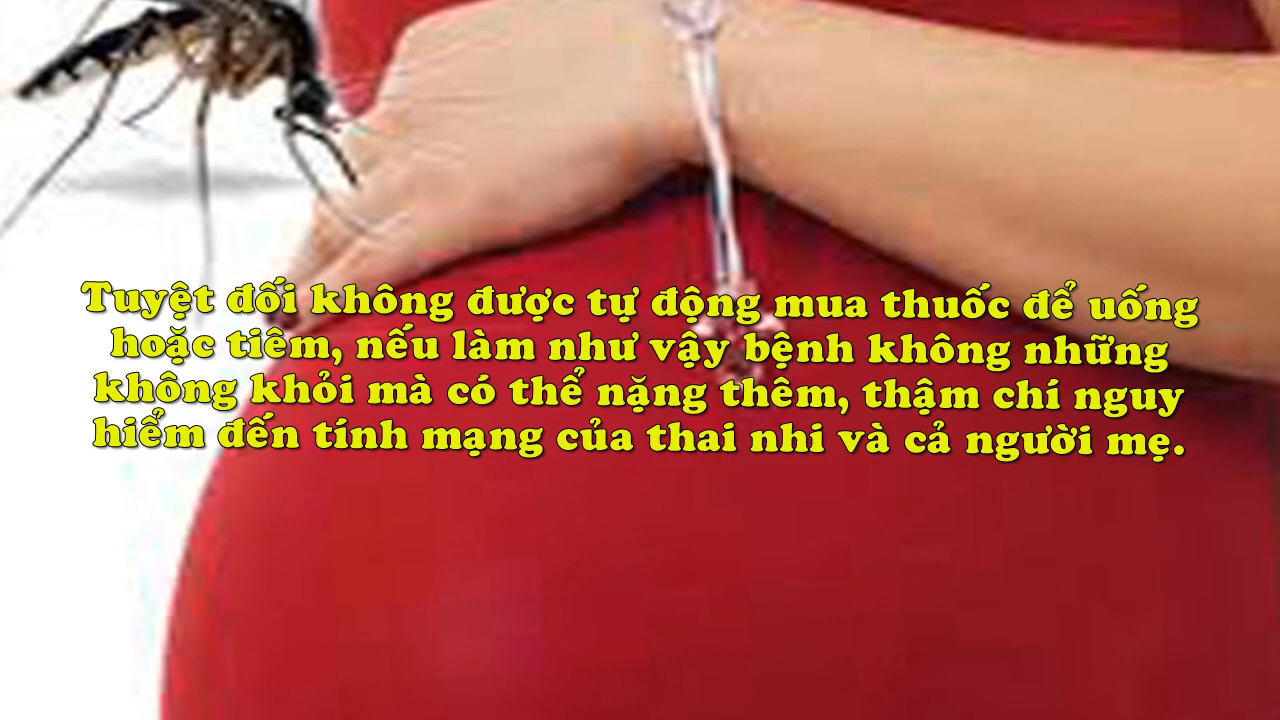 Tuyệt đối không được tự động mua thuốc để uống
hoặc tiêm, nếu làm như vậy bệnh không những
không khỏi mà có thể nặng thêm, thậm chí nguy
hiểm đến tính mạng của thai nhi và cả người mẹ.